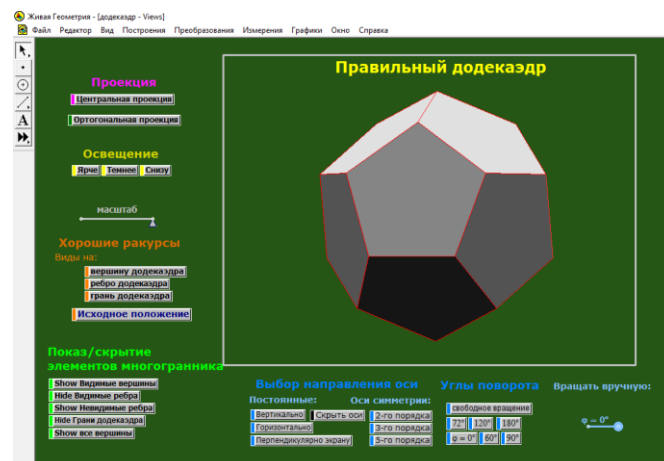 Живая Геометрия - [додекаэдр - Views]
Файл Редактор Вид Построения Преобразования Измерения Графики Окно Справка
A
Правильный додекаэдр
Проекция
Центральная проекция
Ортогональная проекция
Освещение
Ярче Темнее Снизу
масштаб
Хорошие ракурсы
Виды на:
вершину додекаэдра
ребро додекаэдра
грань додекаэдра
Исходное положение
Показ/скрытие
элементов многогранника
Show Видимые вершины
Hide Видимые ребра
Show Невидимые ребра
Hide Грани додекаэдра
Show все вершины
Выбор направления оси
Постоянные: Оси симметрии:
Вертикально Скрыть оси 2-го порядка
Горизонтально 3-го порядка
Перпендикулярно экрану 5-го порядка
Углы поворота
свободное вращение
72° 120° 180°
φ = 0° 60° 90°
Вращать вручную:
φ = 0°